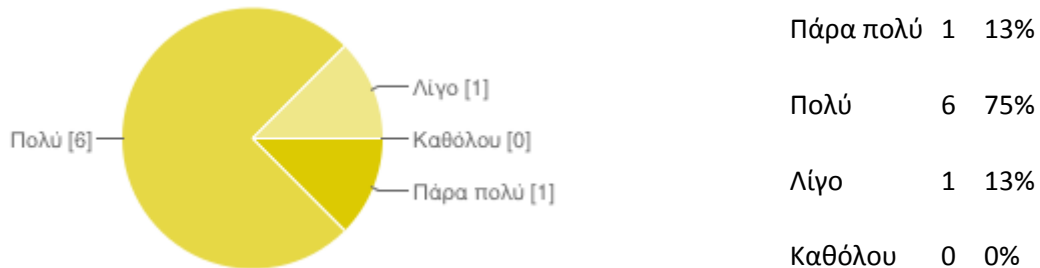 Λίγο [1]
Πολύ [6]
Καθόλου [0]
Πάρα πολύ [1]
Πάρα πολύ 1 13%
Πολύ 6 75%
Λίγο 1 13%
Καθόλου 0 0%